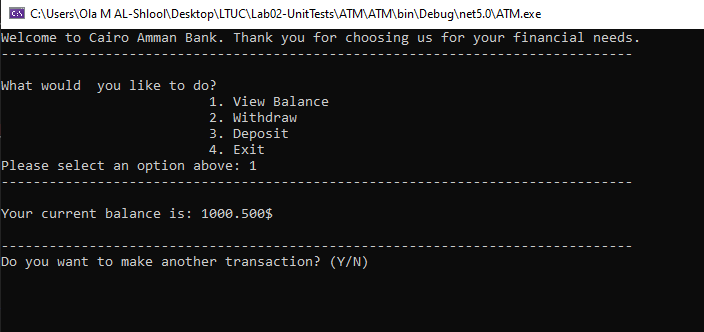 C:\Users\Ola M AL-Shlool\Desktop\LTUC\Lab02-UnitTests\ATM\ATM\bin\Debug\net5.0\ATM.exe
Welcome to Cairo Amman Bank. Thank you for choosing us for your financial needs.
-------------------------------------------------------------------------------
What would  you like to do?
1. View Balance
2. Withdraw
3. Deposit
4. Exit
Please select an option above: 1
-------------------------------------------------------------------------------
Your current balance is: 1000.500$
-------------------------------------------------------------------------------
Do you want to make another transaction? (Y/N)